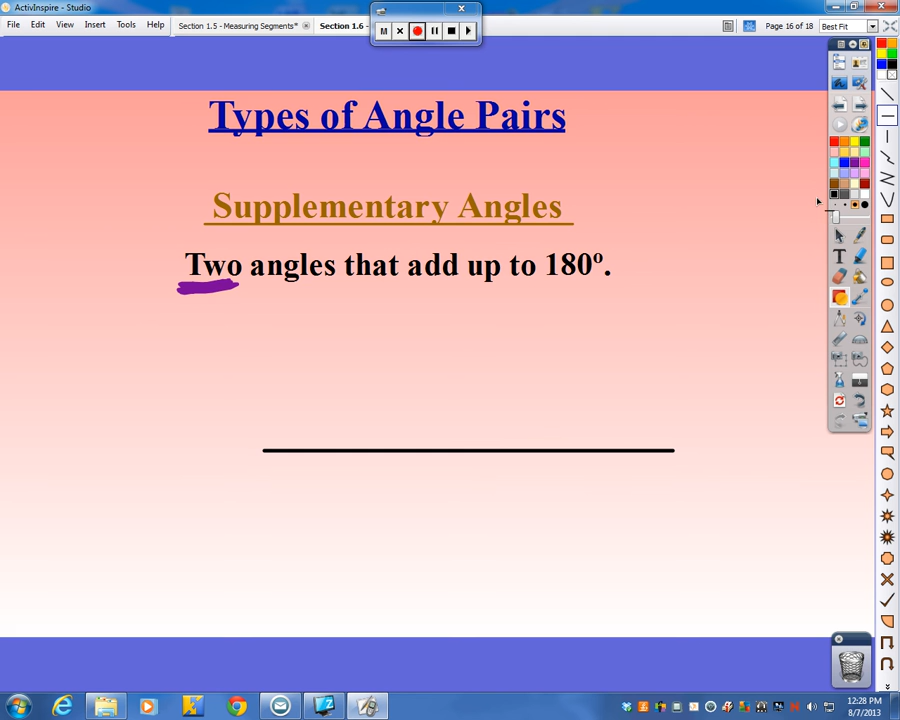 ActivInspire - Studio
File Edit View Insert Tools Help
Section 1.5 - Measuring Segments*
Section 1.6 -
M
Page 16 of 18
Best Fit
Types of Angle Pairs
Supplementary Angles
Two angles that add up to 180º.
T
12:28 PM
8/7/2013